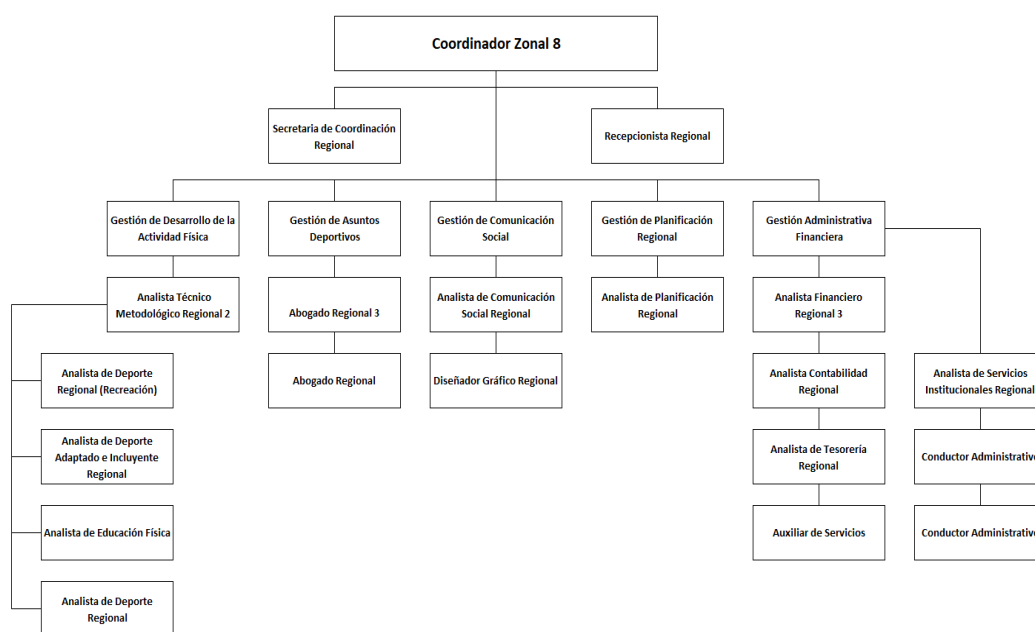 Coordinador Zonal 8
Secretaria de Coordinación
Regional
Recepcionista Regional
Gestión de Desarrollo de la
Actividad Física
Gestión de Asuntos
Deportivos
Gestión de Comunicación
Social
Gestión de Planificación
Regional
Gestión Administrativa
Financiera
Analista Técnico
Metodológico Regional 2
Abogado Regional 3
Analista de Comunicación
Social Regional
Analista de Planificación
Regional
Analista Financiero
Regional 3
Analista de Deporte
Regional (Recreación)
Abogado Regional
Diseñador Gráfico Regional
Analista Contabilidad
Regional
Analista de Servicios
Institucionales Regional
Analista de Deporte
Adaptado e Incluyente
Regional
Analista de Tesorería
Regional
Conductor Administrativo
Analista de Educación Física
Auxiliar de Servicios
Conductor Administrativo
Analista de Deporte
Regional